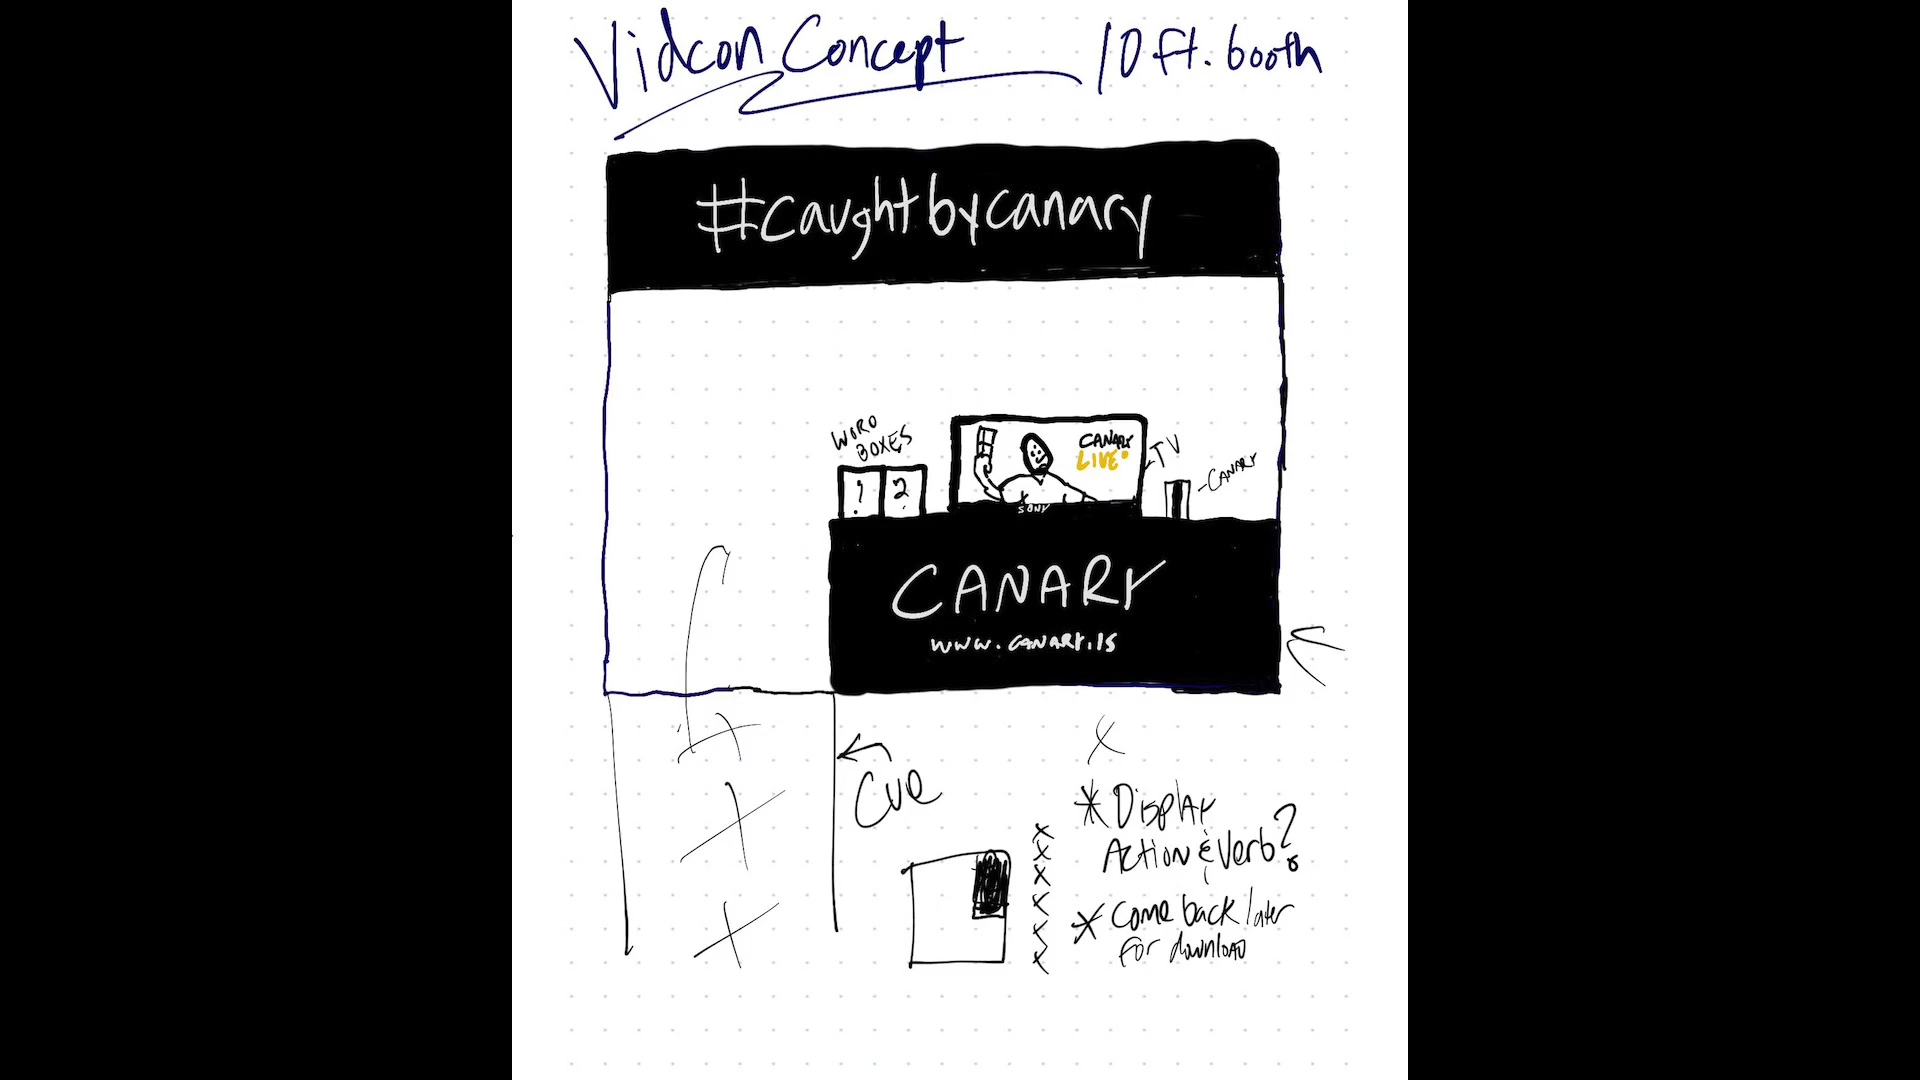 Vidcon Concept
10 ft. booth
#caughtbycanary
WORD
BOXES
1 2
CANARY
LIVE
TV
SONY
-CANARY
CANARY
www.canary.is
Cue
* Display
Action & Verb?
* Come back later
for download